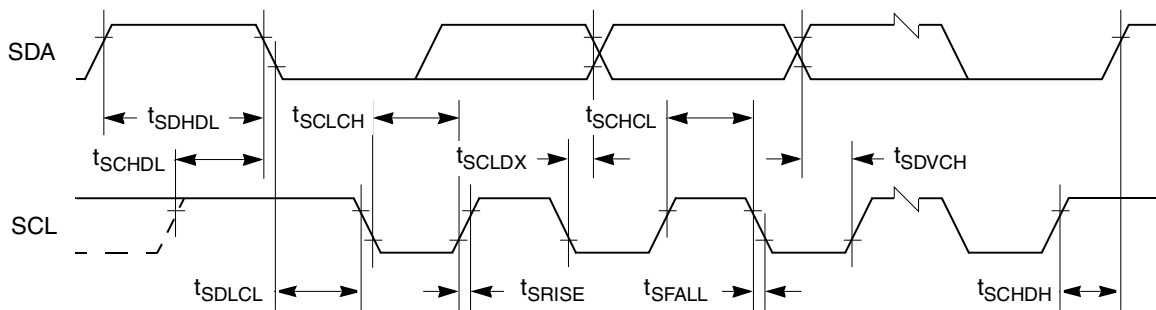 SDA
tSDHDL
tSCLCH
tSCHCL
tSCHDL
tSCLDX
tSDVCH
SCL
tSDLCL
tSRISE
tSFALL
tSCHDH